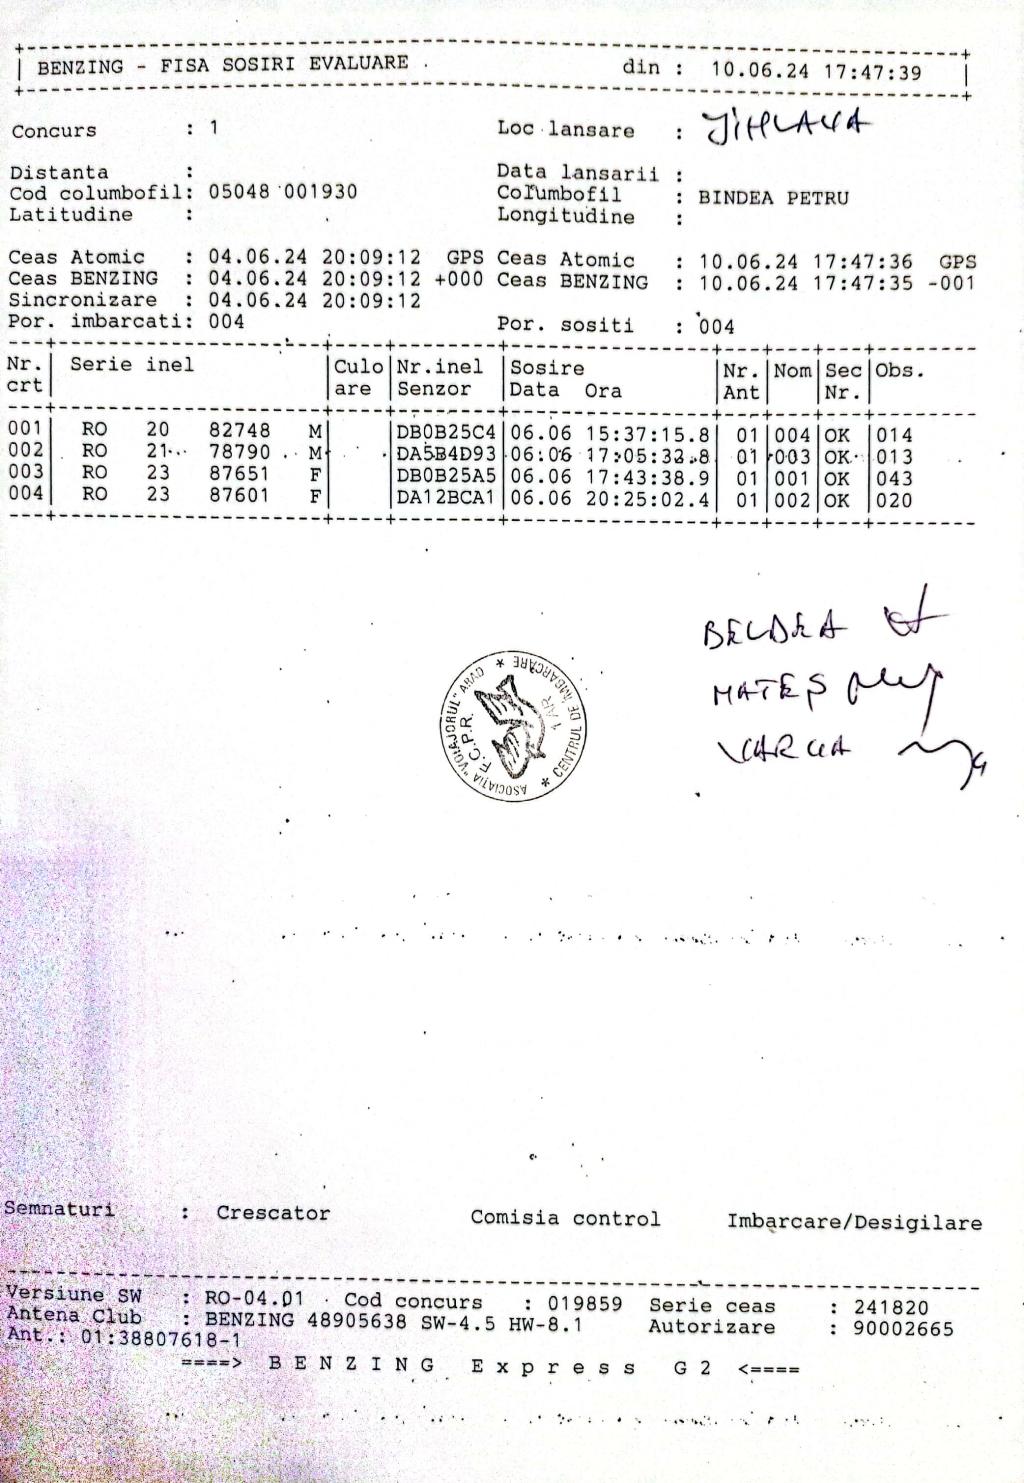 BENZING - FISA SOSIRI EVALUARE din : 10.06.24 17:47:39
Concurs : 1 Loc lansare : JIHLAVA
Distanta : Data lansarii :
Cod columbofil: 05048 001930 Columbofil : BINDEA PETRU
Latitudine : Longitudine :
Ceas Atomic : 04.06.24 20:09:12 GPS Ceas Atomic : 10.06.24 17:47:36 GPS
Ceas BENZING : 04.06.24 20:09:12 +000 Ceas BENZING : 10.06.24 17:47:35 -001
Sincronizare : 04.06.24 20:09:12
Por. imbarcati: 004 Por. sositi : 004
Nr. Serie inel Culo Nr.inel Sosire Nr. Nom Sec Obs.
crt are Senzor Data Ora Ant Nr.
001 RO 20 82748 M DB0B25C4 06.06 15:37:15.8 01 004 OK 014
002 RO 21 78790 M DA5B4D93 06.06 17:05:32.8 01 003 OK 013
003 RO 23 87651 F DB0B25A5 06.06 17:43:38.9 01 001 OK 043
004 RO 23 87601 F DA12BCA1 06.06 20:25:02.4 01 002 OK 020
BELDEA
MATEȘ
VARGA
ASOCIAȚIA "VOIAJORUL" ARAD * CENTRUL DE ÎMBARCARE *
F.C.P.R.
1 AR
Semnaturi : Crescator Comisia control Imbarcare/Desigilare
Versiune SW : RO-04.01 Cod concurs : 019859 Serie ceas : 241820
Antena Club : BENZING 48905638 SW-4.5 HW-8.1 Autorizare : 90002665
Ant.: 01:38807618-1
====> B E N Z I N G E x p r e s s G 2 <====